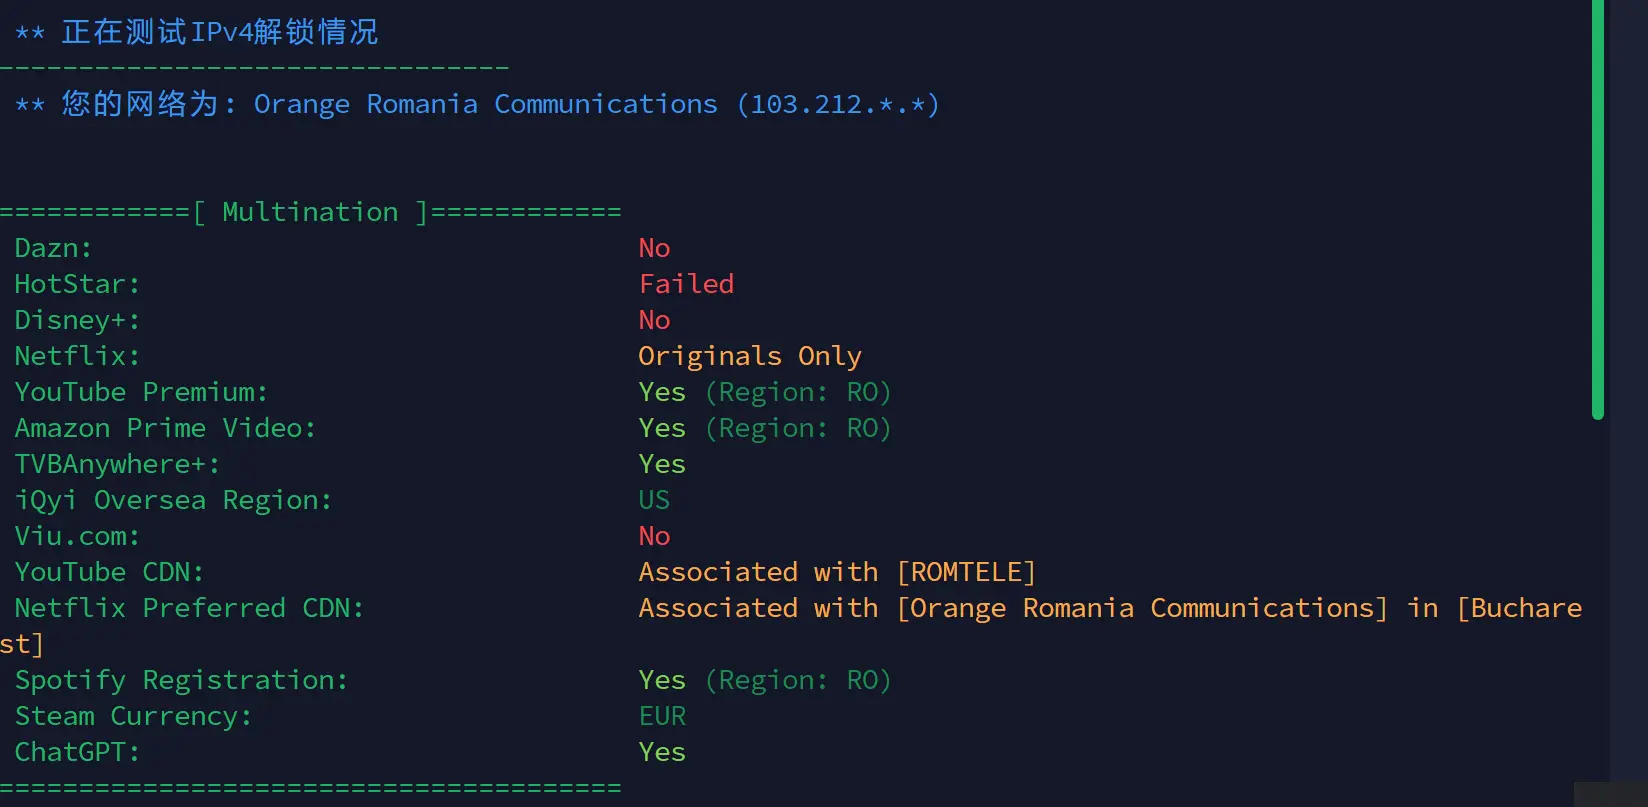 ** 正在测试IPv4解锁情况
--------------------------------
** 您的网络为: Orange Romania Communications (103.212.*.*)
============[ Multination ]============
Dazn: No
HotStar: Failed
Disney+: No
Netflix: Originals Only
YouTube Premium: Yes (Region: RO)
Amazon Prime Video: Yes (Region: RO)
TVBAnywhere+: Yes
iQyi Oversea Region: US
Viu.com: No
YouTube CDN: Associated with [ROMTELE]
Netflix Preferred CDN: Associated with [Orange Romania Communications] in [Buchare
st]
Spotify Registration: Yes (Region: RO)
Steam Currency: EUR
ChatGPT: Yes
=======================================